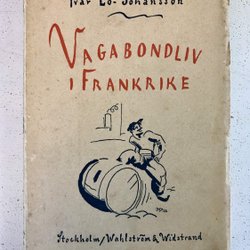 Ivar Lo-Johansson
VAGABONDLIV
I FRANKRIKE
Stockholm/Wahlström & Widstrand